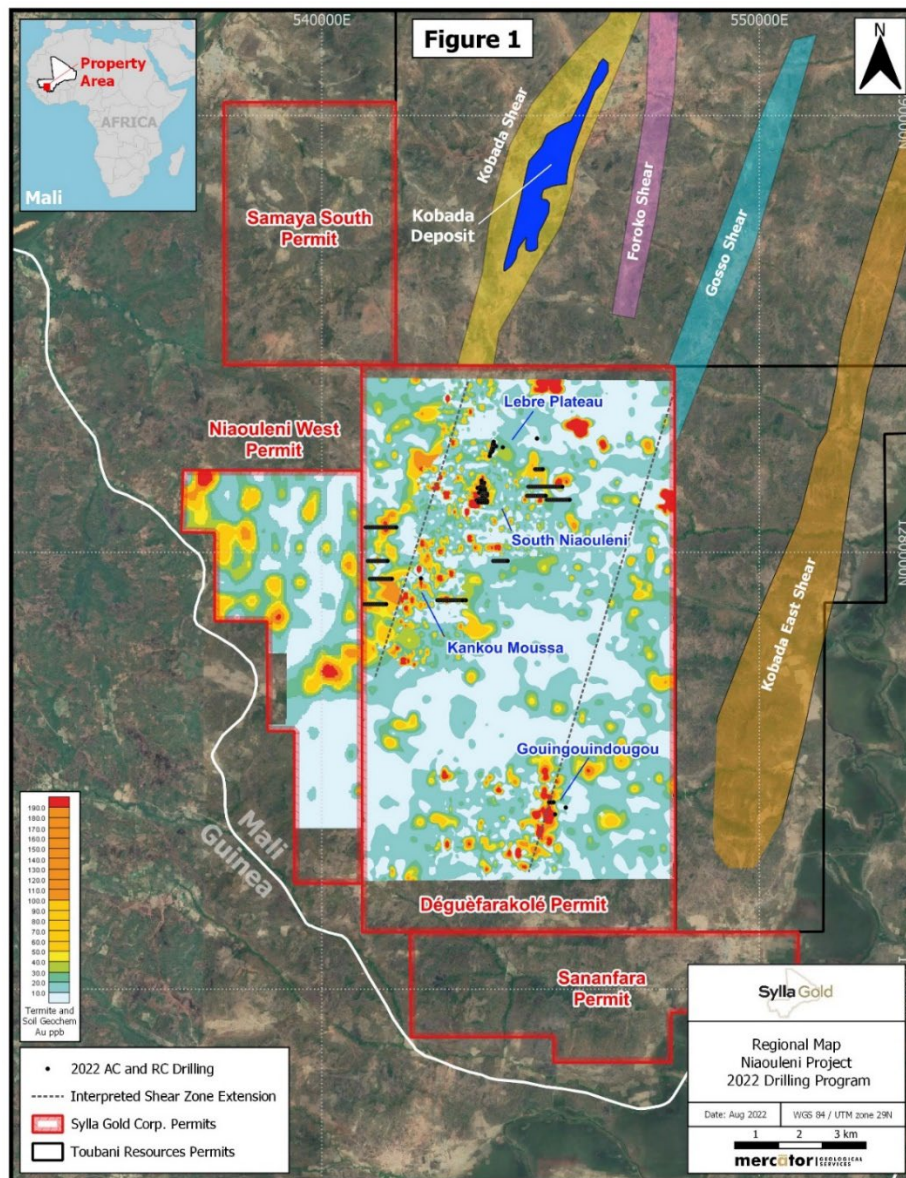 540000E
550000E
Figure 1
N
Property
Area
AFRICA
Mali
1290000N
Kobada Shear
Kobada
Deposit
Foroko Shear
Gosso Shear
Samaya South
Permit
Niaouleni West
Permit
Lebre Plateau
South Niaouleni
Kankou Moussa
1280000N
Kobada East Shear
Gouingouindougou
Mali
Guinea
190.0
180.0
170.0
160.0
150.0
140.0
130.0
120.0
110.0
100.0
90.0
80.0
70.0
60.0
50.0
40.0
30.0
20.0
10.0
Termite and
Soil Geochem
Au ppb
Déguèfarakolé Permit
Sananfara
Permit
2022 AC and RC Drilling
Interpreted Shear Zone Extension
Sylla Gold Corp. Permits
Toubani Resources Permits
Sylla Gold
Regional Map
Niaouleni Project
2022 Drilling Program
Date: Aug 2022 WGS 84 / UTM zone 29N
1 2 3 km
mercator GEOLOGICAL
SERVICES